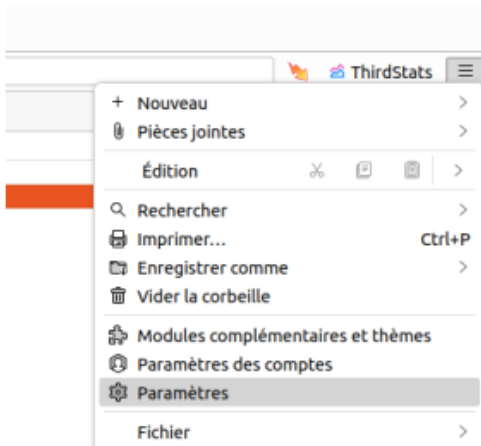 ThirdStats
+ Nouveau >
Pièces jointes >
Édition >
Rechercher >
Imprimer... Ctrl+P
Enregistrer comme >
Vider la corbeille
Modules complémentaires et thèmes
Paramètres des comptes
Paramètres
Fichier >